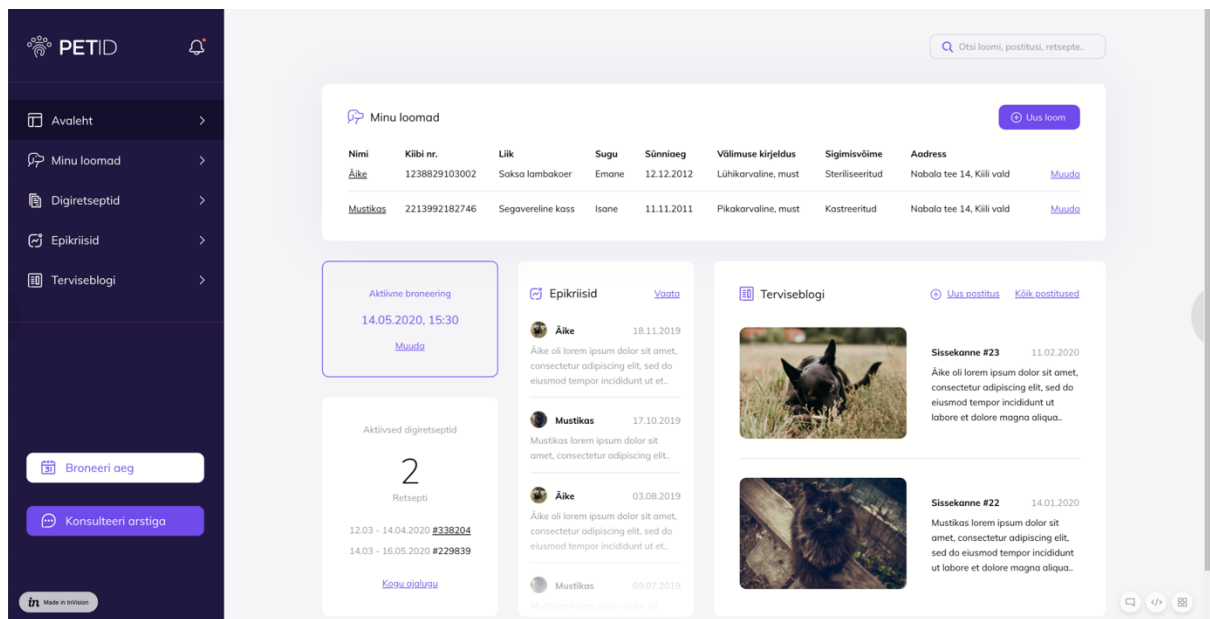 PETID
Avaleht
Minu loomad
Digiretseptid
Epikriisid
Terviseblogi
Broneeri aeg
Konsulteeri arstiga
in Made in InVision
Otsi loomi, postitusi, retsepte..
Minu loomad
Uus loom
Nimi Kiibi nr. Liik Sugu Sünniaeg Välimuse kirjeldus Sigimisvõime Aadress
Äike 1238829103002 Saksa lambakoer Emane 12.12.2012 Lühikarvaline, must Steriliseeritud Nabala tee 14, Kiili vald Muuda
Mustikas 2213992182746 Segavereline kass Isane 11.11.2011 Pikakarvaline, must Kastreeritud Nabala tee 14, Kiili vald Muuda
Aktiivne broneering
14.05.2020, 15:30
Muuda
Aktiivsed digiretseptid
2
Retsepti
12.03 - 14.04.2020 #338204
14.03 - 16.05.2020 #229839
Kogu ajalugu
Epikriisid Vaata
Äike 18.11.2019
Äike oli lorem ipsum dolor sit amet,
consectetur adipiscing elit, sed do
eiusmod tempor incididunt ut et..
Mustikas 17.10.2019
Mustikas lorem ipsum dolor sit
amet, consectetur adipiscing elit..
Äike 03.08.2019
Äike oli lorem ipsum dolor sit amet,
consectetur adipiscing elit, sed do
eiusmod tempor incididunt ut et..
Mustikas 09.07.2019
Mustikas lorem ipsum dolor sit
Terviseblogi Uus postitus Kõik postitused
Sissekanne #23 11.02.2020
Äike oli lorem ipsum dolor sit amet,
consectetur adipiscing elit, sed do
eiusmod tempor incididunt ut
labore et dolore magna aliqua..
Sissekanne #22 14.01.2020
Mustikas lorem ipsum dolor sit
amet, consectetur adipiscing elit,
sed do eiusmod tempor incididunt
ut labore et dolore magna aliqua..